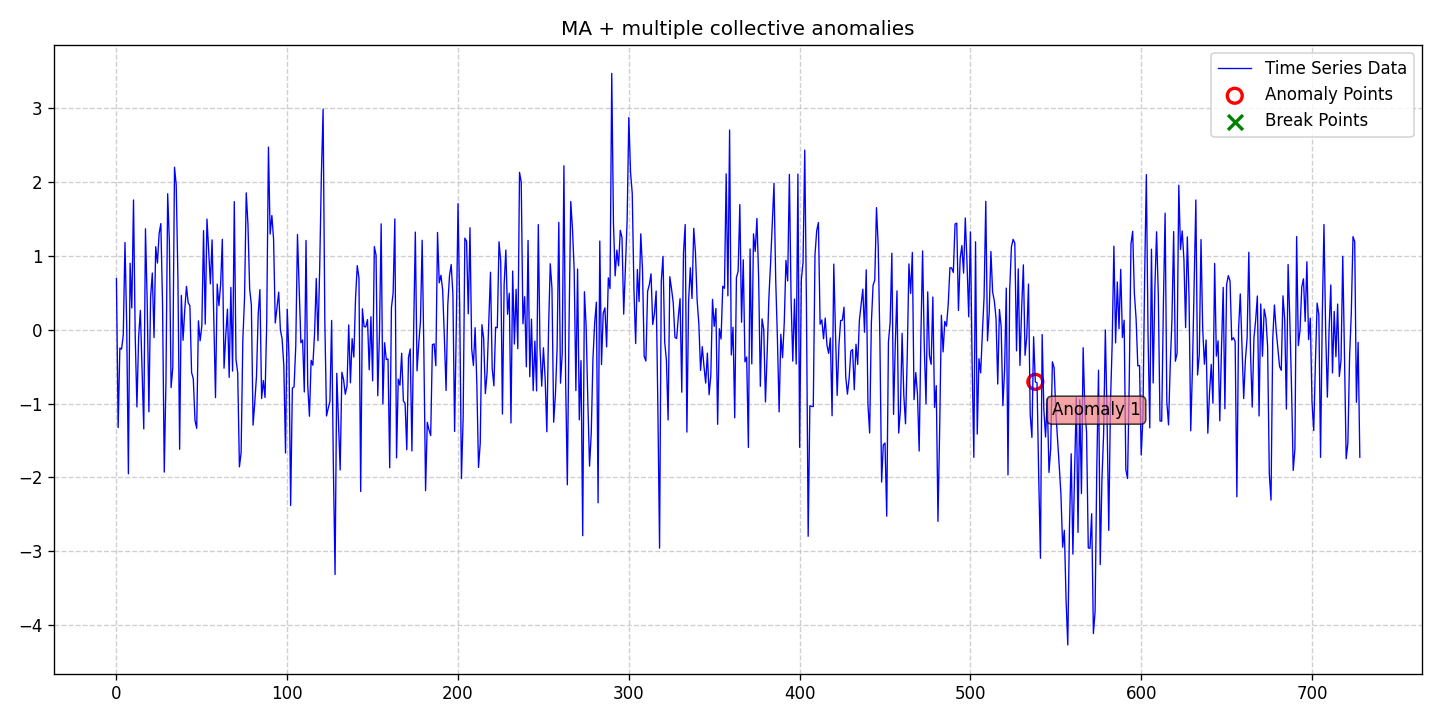 MA + multiple collective anomalies
Time Series Data
Anomaly Points
Break Points
3
2
1
0
−1
−2
−3
−4
Anomaly 1
0 100 200 300 400 500 600 700